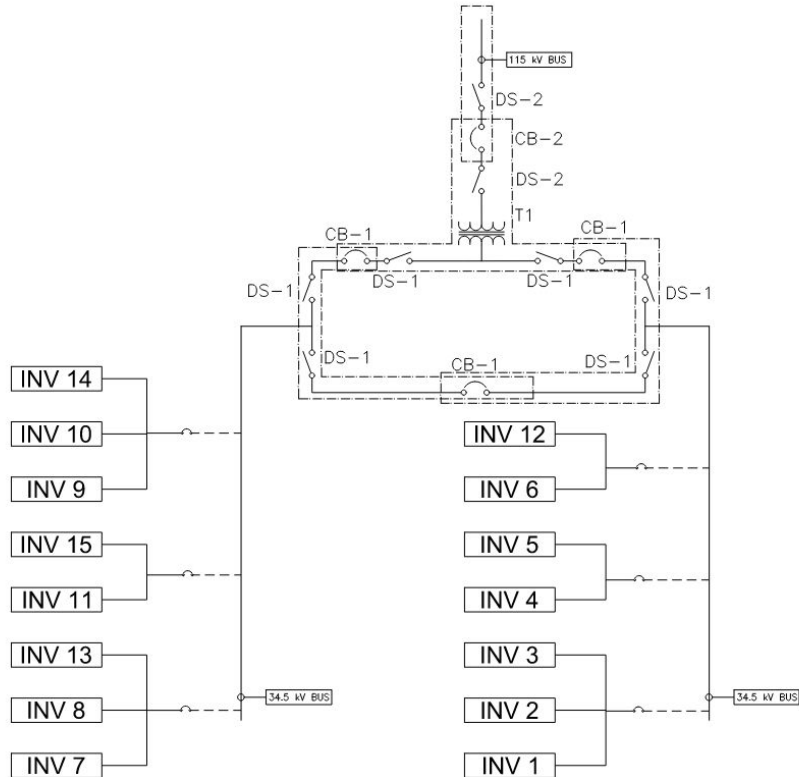 115 kV BUS
DS-2
CB-2
DS-2
T1
CB-1
CB-1
DS-1
DS-1
DS-1
DS-1
DS-1
CB-1
DS-1
INV 14
INV 10
INV 9
INV 15
INV 11
INV 13
INV 8
INV 7
34.5 kV BUS
INV 12
INV 6
INV 5
INV 4
INV 3
INV 2
INV 1
34.5 kV BUS